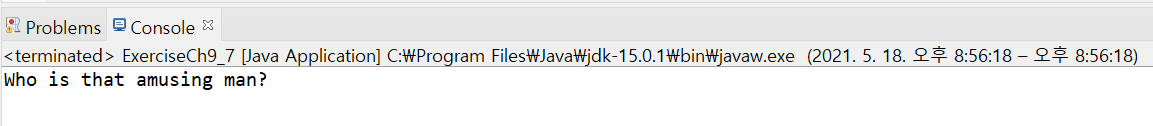 Problems Console
<terminated> ExerciseCh9_7 [Java Application] C:₩Program Files₩Java₩jdk-15.0.1₩bin₩javaw.exe (2021. 5. 18. 오후 8:56:18 – 오후 8:56:18)
Who is that amusing man?